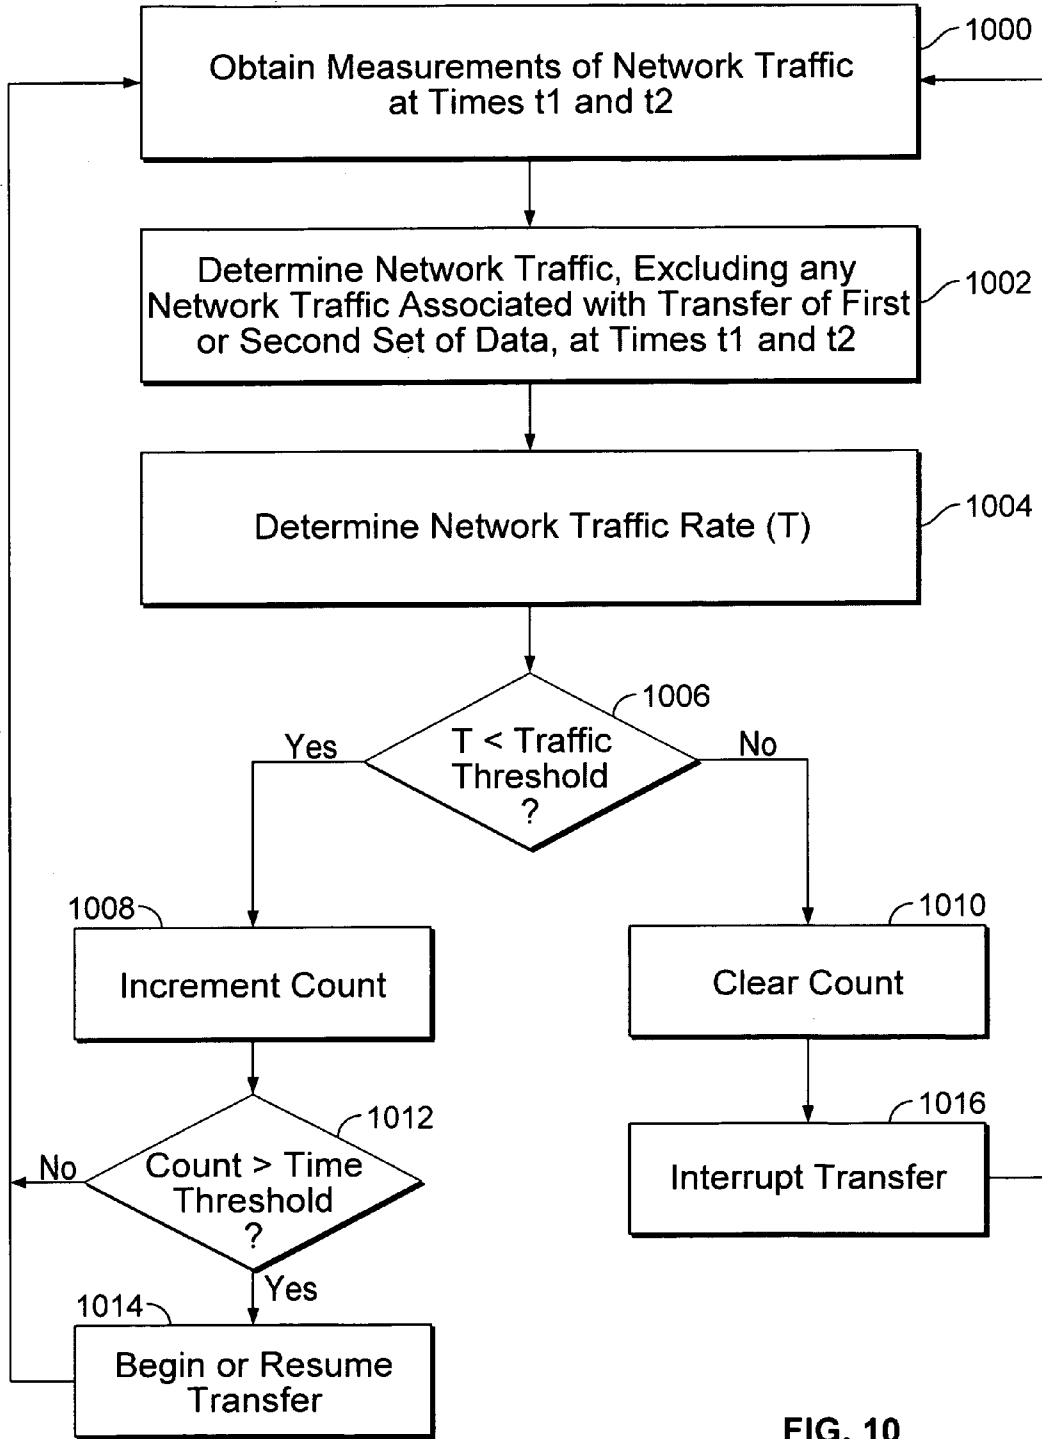 1000
Obtain Measurements of Network Traffic
at Times t1 and t2
Determine Network Traffic, Excluding any
Network Traffic Associated with Transfer of First
or Second Set of Data, at Times t1 and t2
1002
Determine Network Traffic Rate (T)
1004
1006
T < Traffic
Threshold
?
Yes
No
1008
Increment Count
1010
Clear Count
1012
Count > Time
Threshold
?
No
Yes
1016
Interrupt Transfer
1014
Begin or Resume
Transfer
FIG. 10